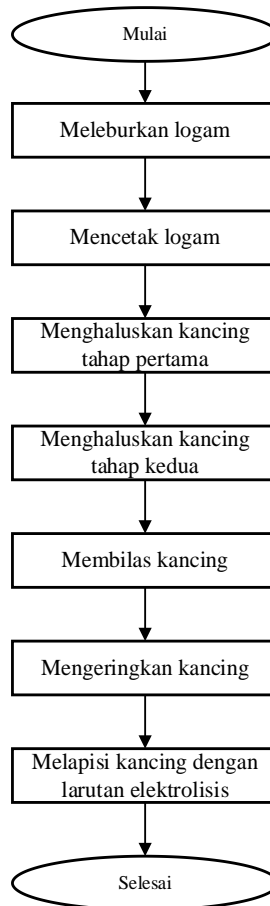 Mulai
Meleburkan logam
Mencetak logam
Menghaluskan kancing
tahap pertama
Menghaluskan kancing
tahap kedua
Membilas kancing
Mengeringkan kancing
Melapisi kancing dengan
larutan elektrolisis
Selesai